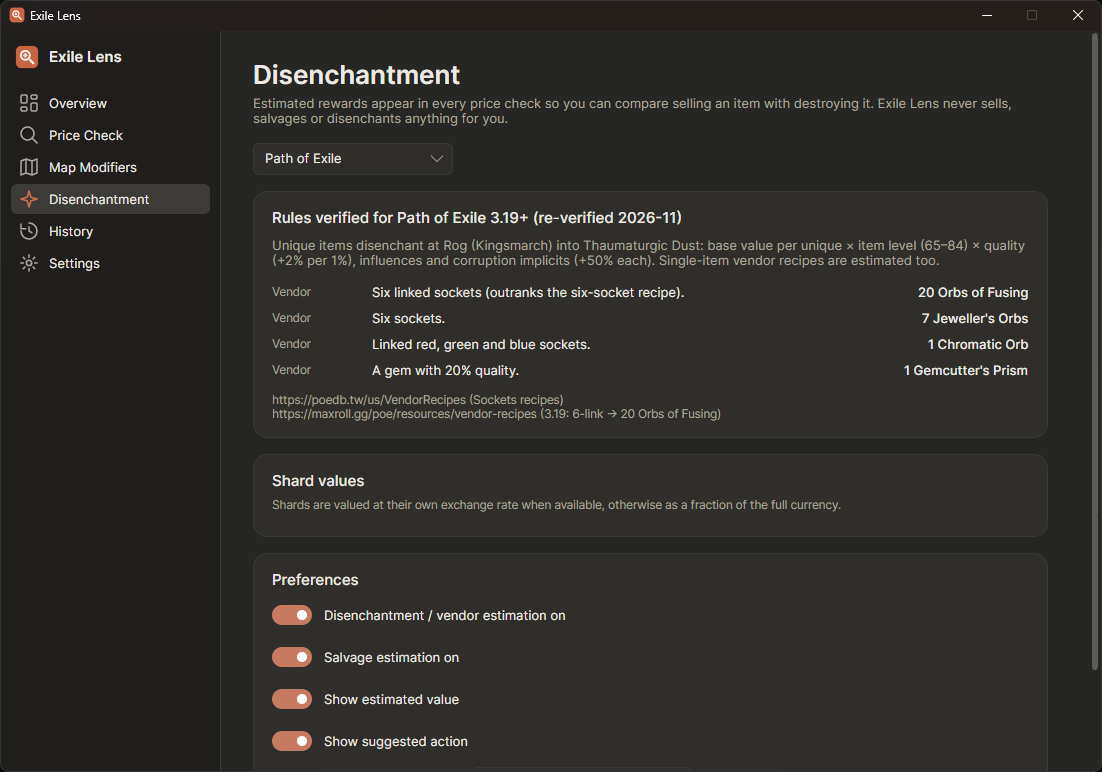 Exile Lens
Exile Lens
Overview
Price Check
Map Modifiers
Disenchantment
History
Settings
Disenchantment
Estimated rewards appear in every price check so you can compare selling an item with destroying it. Exile Lens never sells,
salvages or disenchants anything for you.
Path of Exile
Rules verified for Path of Exile 3.19+ (re-verified 2026-11)
Unique items disenchant at Rog (Kingsmarch) into Thaumaturgic Dust: base value per unique × item level (65–84) × quality
(+2% per 1%), influences and corruption implicits (+50% each). Single-item vendor recipes are estimated too.
Vendor Six linked sockets (outranks the six-socket recipe). 20 Orbs of Fusing
Vendor Six sockets. 7 Jeweller's Orbs
Vendor Linked red, green and blue sockets. 1 Chromatic Orb
Vendor A gem with 20% quality. 1 Gemcutter's Prism
https://poedb.tw/us/VendorRecipes (Sockets recipes)
https://maxroll.gg/poe/resources/vendor-recipes (3.19: 6-link → 20 Orbs of Fusing)
Shard values
Shards are valued at their own exchange rate when available, otherwise as a fraction of the full currency.
Preferences
Disenchantment / vendor estimation on
Salvage estimation on
Show estimated value
Show suggested action